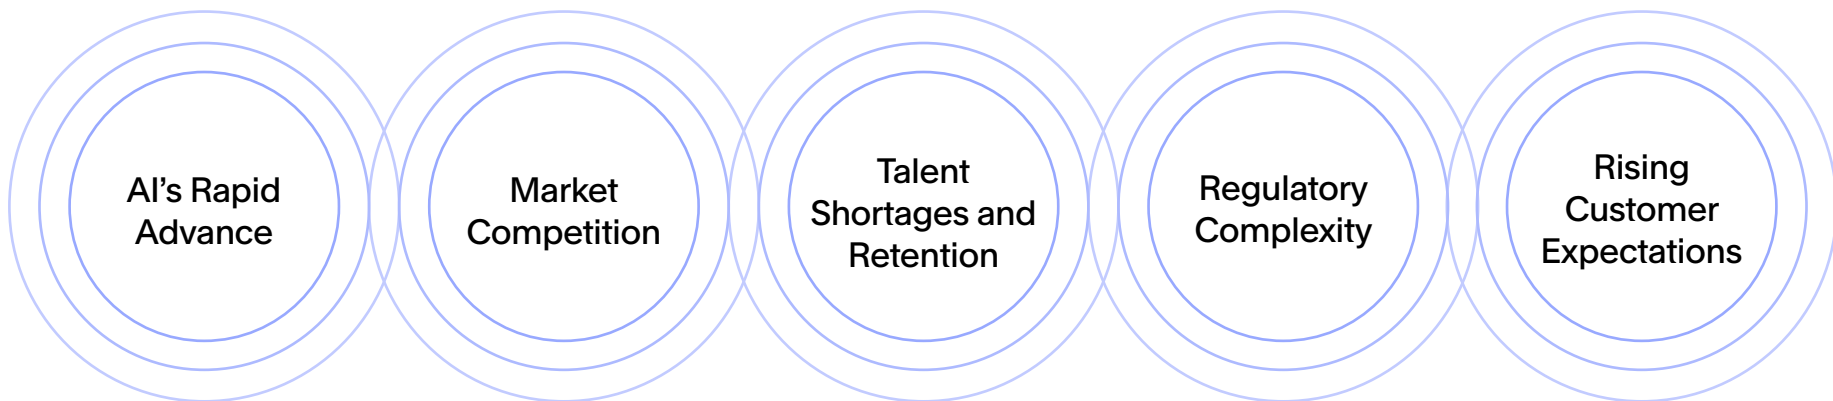 AI’s Rapid
Advance
Market
Competition
Talent
Shortages and
Retention
Regulatory
Complexity
Rising
Customer
Expectations